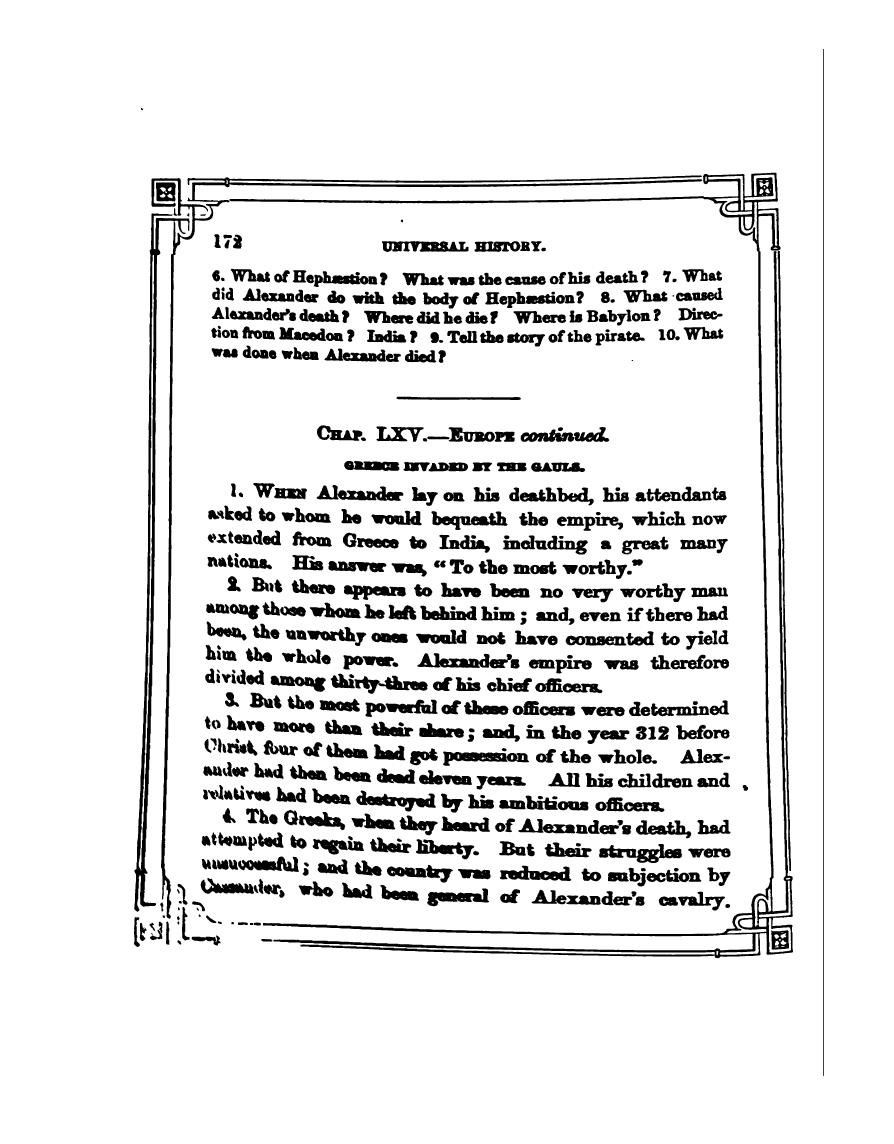 172
UNIVERSAL HISTORY.
6. What of Hephæstion? What was the cause of his death? 7. What
did Alexander do with the body of Hephæstion? 8. What caused
Alexander's death? Where did he die? Where is Babylon? Direc-
tion from Macedon? India? 9. Tell the story of the pirate. 10. What
was done when Alexander died?
CHAP. LXV.—EUROPE continued.
GREECE INVADED BY THE GAULS.
1. WHEN Alexander lay on his deathbed, his attendants
asked to whom he would bequeath the empire, which now
extended from Greece to India, including a great many
nations. His answer was, "To the most worthy."
2. But there appears to have been no very worthy man
among those whom he left behind him; and, even if there had
been, the unworthy ones would not have consented to yield
him the whole power. Alexander's empire was therefore
divided among thirty-three of his chief officers.
3. But the most powerful of these officers were determined
to have more than their share; and, in the year 312 before
Christ, four of them had got possession of the whole. Alex-
ander had then been dead eleven years. All his children and
relatives had been destroyed by his ambitious officers.
4. The Greeks, when they heard of Alexander's death, had
attempted to regain their liberty. But their struggles were
unsuccessful; and the country was reduced to subjection by
Cassander, who had been general of Alexander's cavalry.